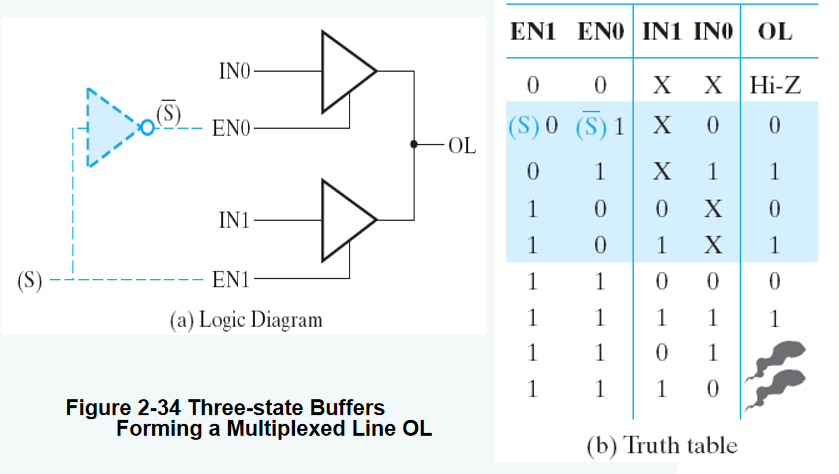 IN0
(S̅)
EN0
OL
IN1
(S)
EN1
(a) Logic Diagram
Figure 2-34 Three-state Buffers
Forming a Multiplexed Line OL
EN1 EN0 IN1 IN0 OL
0 0 X X Hi-Z
(S) 0 (S̅) 1 X 0 0
0 1 X 1 1
1 0 0 X 0
1 0 1 X 1
1 1 0 0 0
1 1 1 1 1
1 1 0 1
1 1 1 0
(b) Truth table